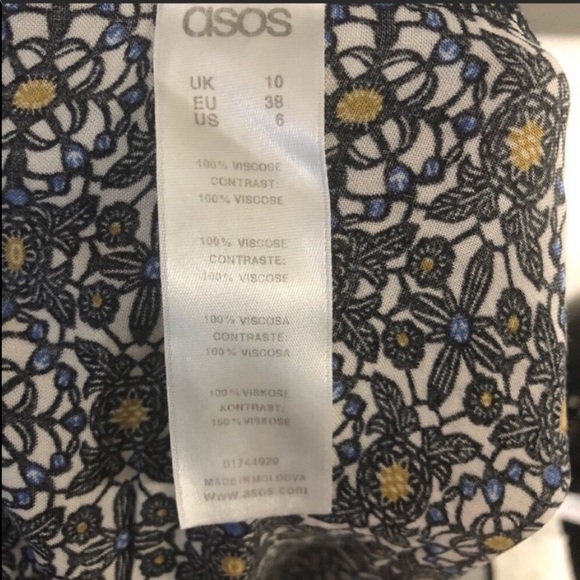 asos
UK 10
EU 38
US 6
100% VISCOSE
CONTRAST:
100% VISCOSE
100% VISCOSE
CONTRASTE:
100% VISCOSE
100% VISCOSA
CONTRASTE:
100% VISCOSA
100% VISKOSE
KONTRAST:
100% VISKOSE
01744929
MADE IN MOLDOVA
www.asos.com